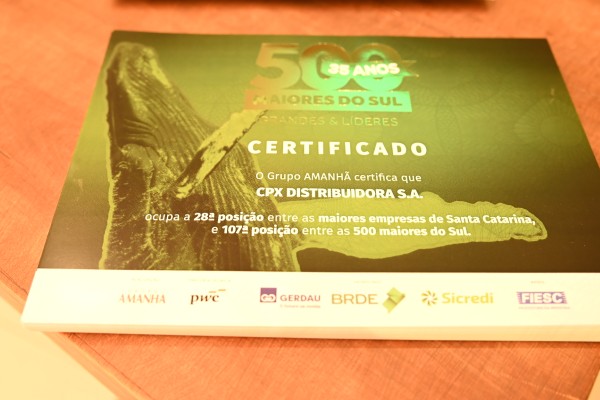 500
35 ANOS
MAIORES DO SUL
GRANDES & LÍDERES
CERTIFICADO
O Grupo AMANHÃ certifica que
CPX DISTRIBUIDORA S.A.
ocupa a 28ª posição entre as maiores empresas de Santa Catarina,
e 107ª posição entre as 500 maiores do Sul.
AMANHÃ pwc GERDAU BRDE Sicredi FIESC